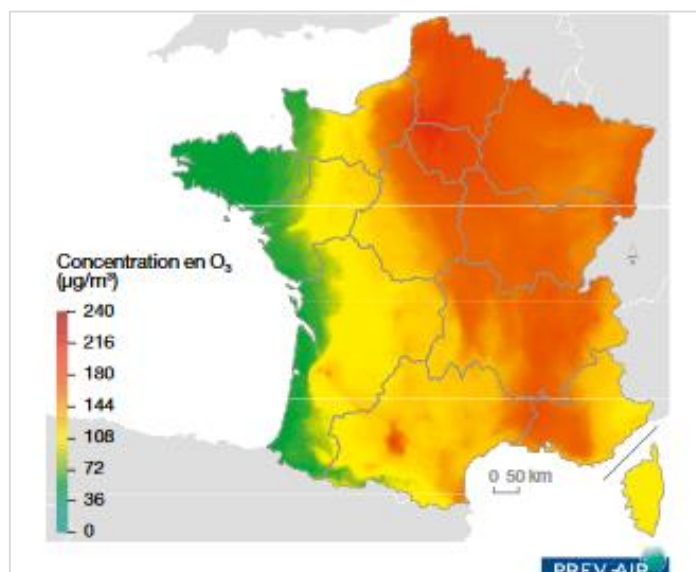 Concentration en O₃
(µg/m³)
240
216
180
144
108
72
36
0
0 50 km
PREV-AIR